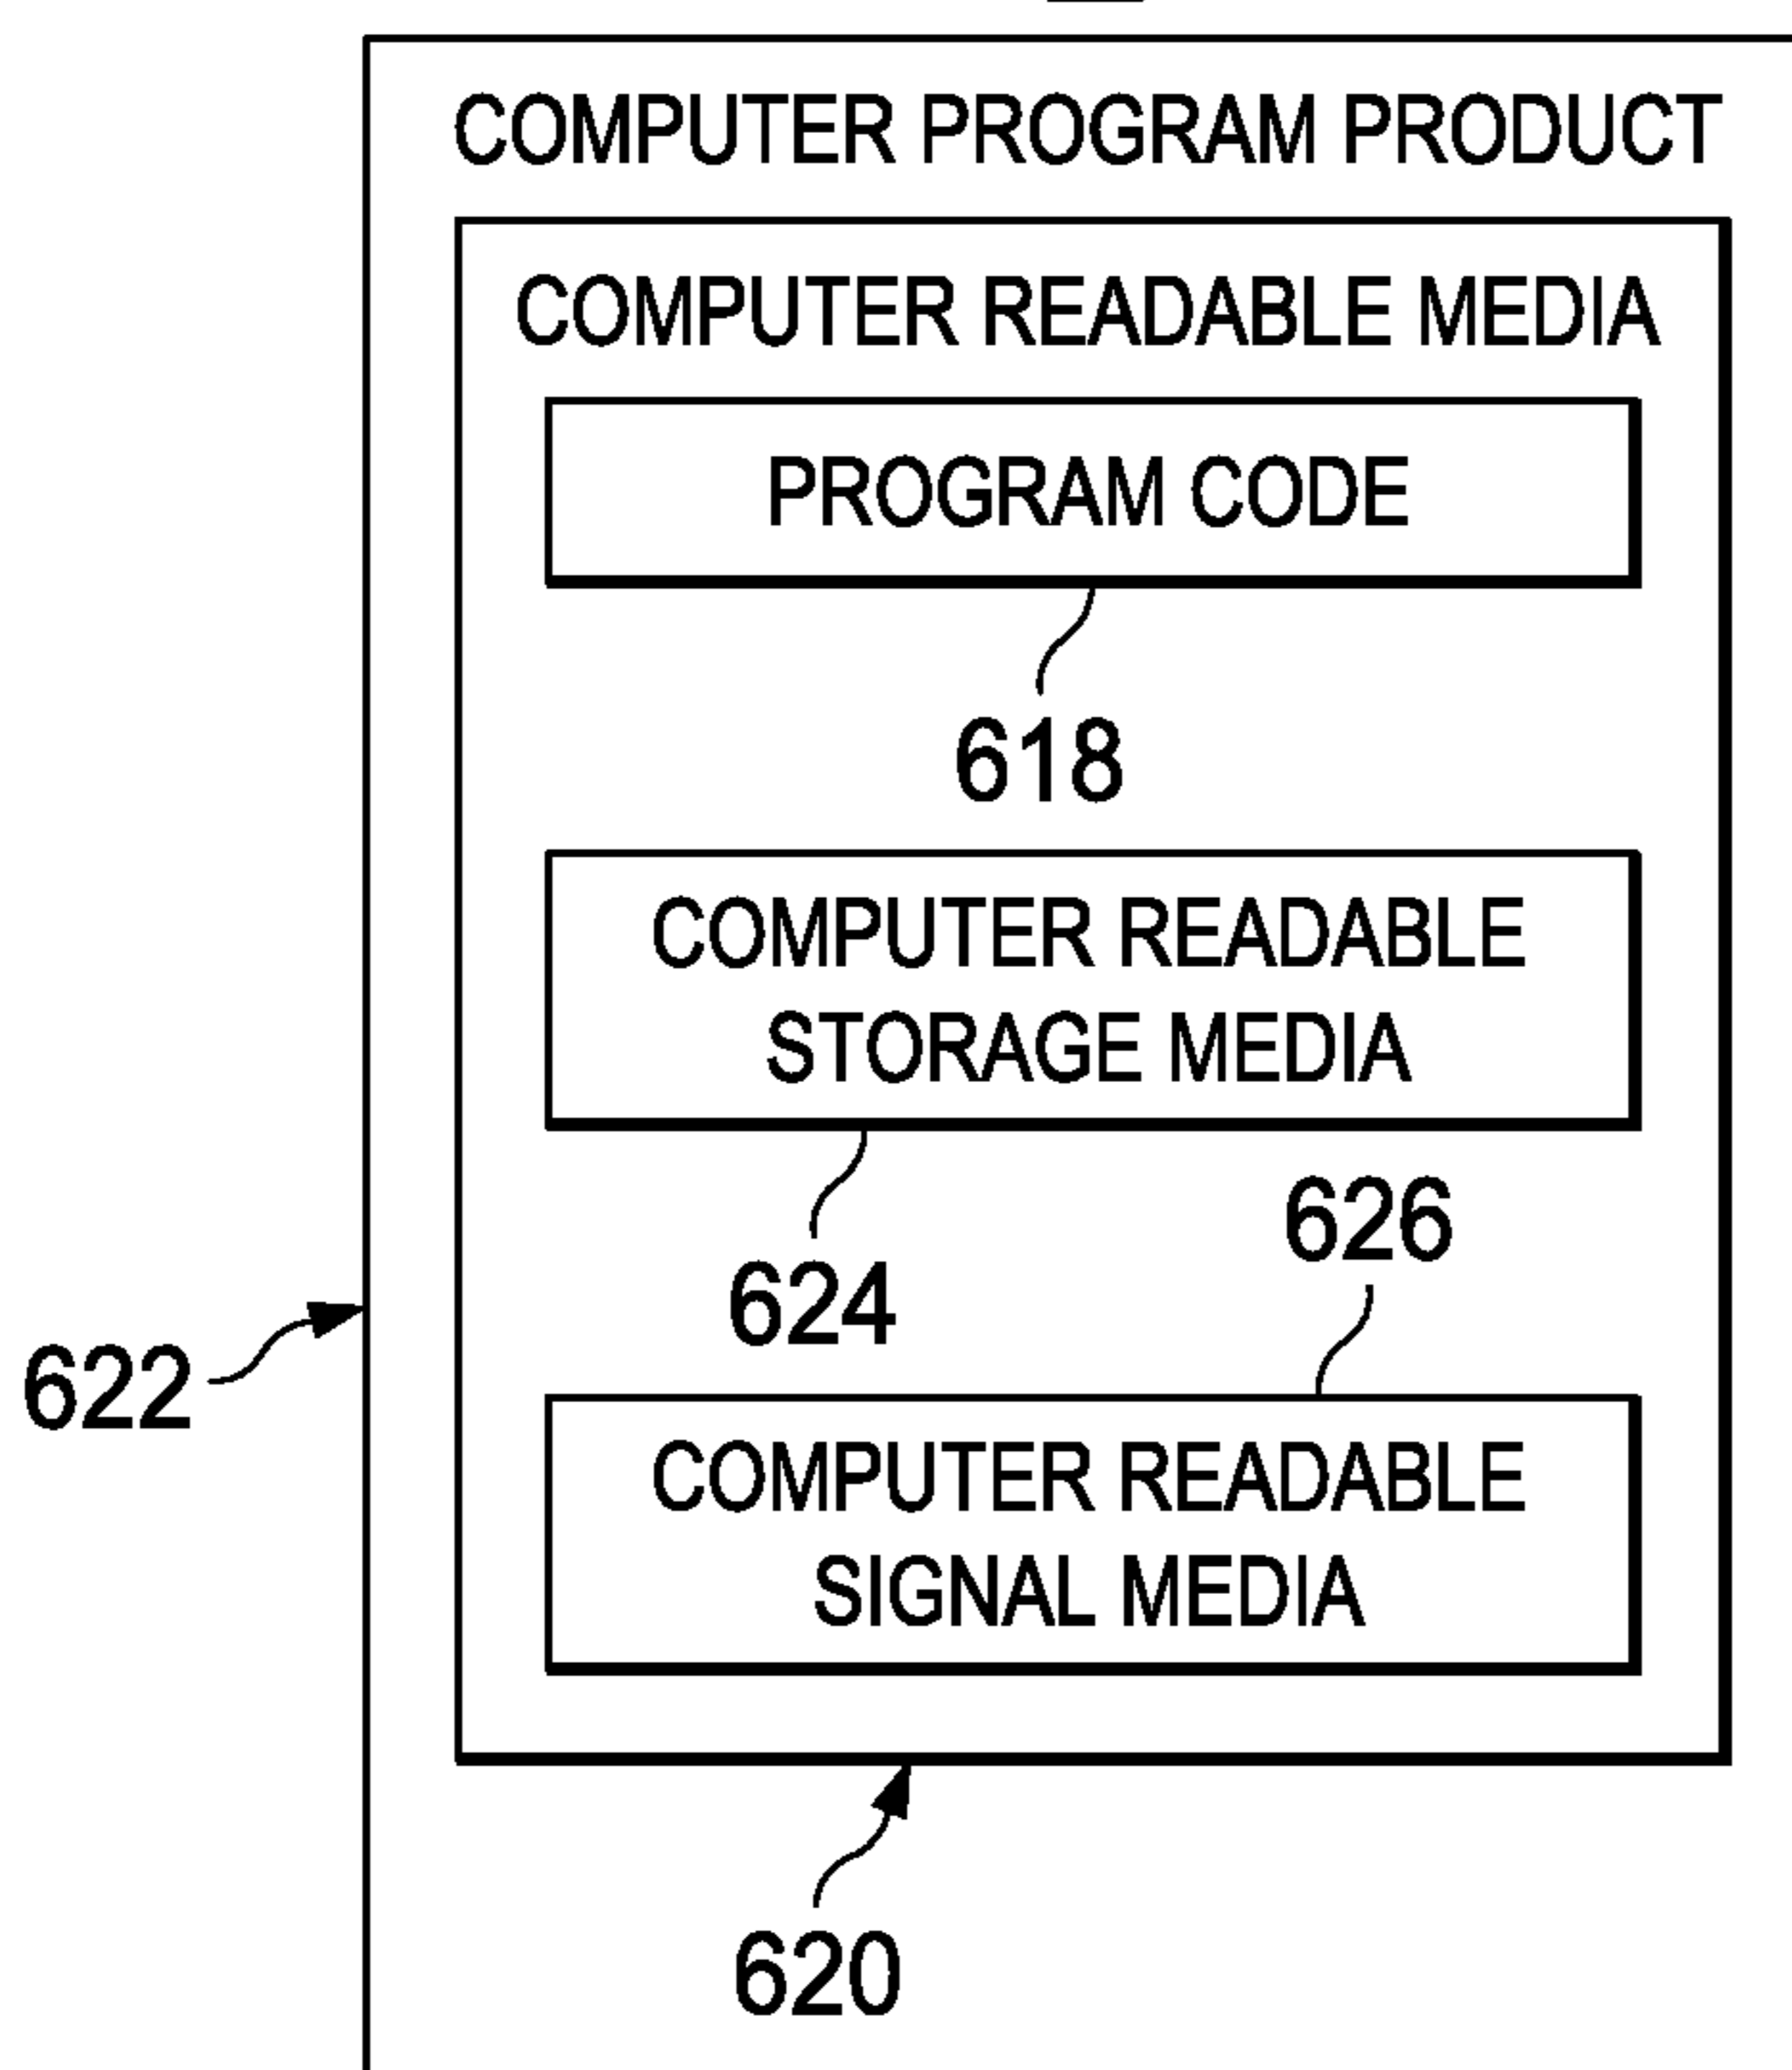 COMPUTER PROGRAM PRODUCT
COMPUTER READABLE MEDIA
PROGRAM CODE
618
COMPUTER READABLE
STORAGE MEDIA
624
626
622
COMPUTER READABLE
SIGNAL MEDIA
620